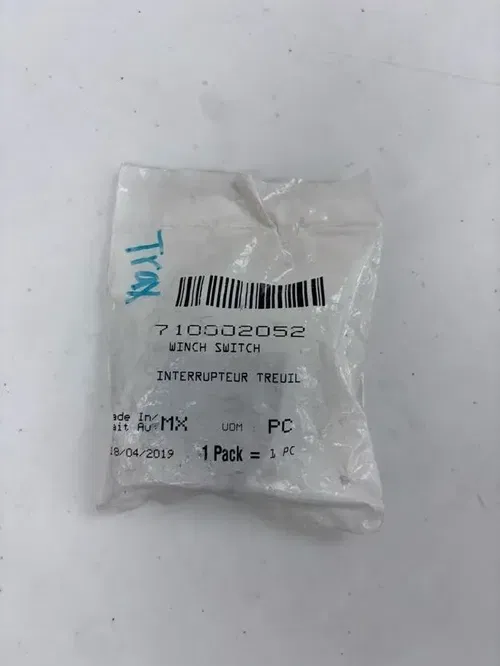 Trax
710002052
WINCH SWITCH
INTERRUPTEUR TREUIL
ade In/
ait Au MX UOM PC
18/04/2019 1 Pack = 1 PC